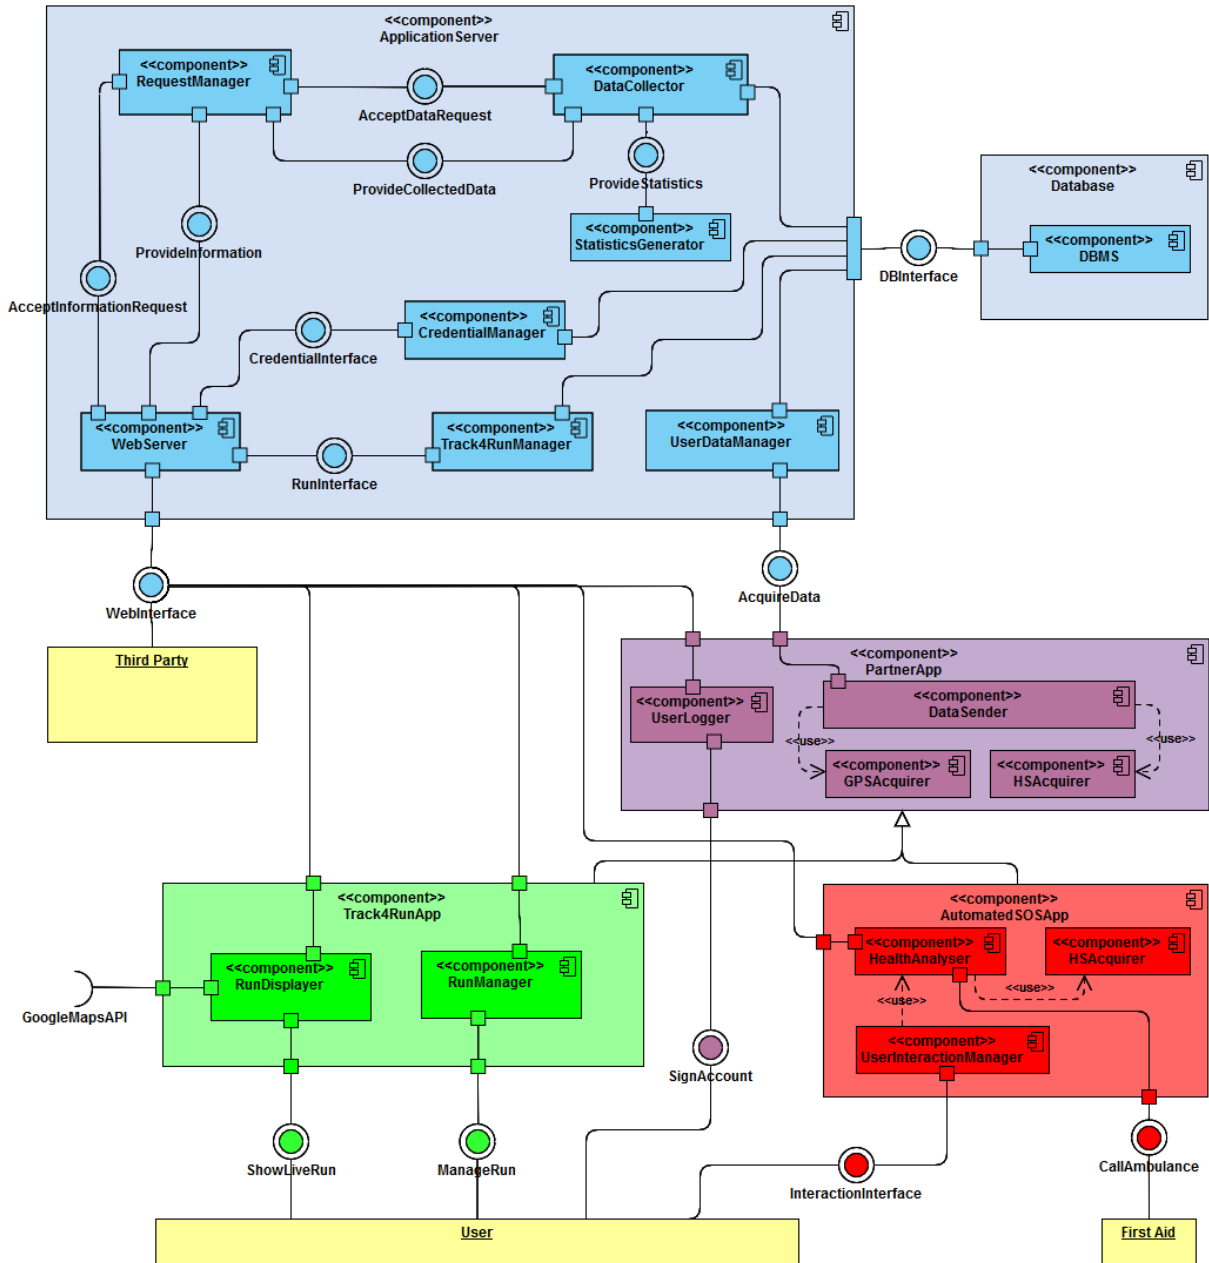 <<component>>
ApplicationServer
<<component>>
RequestManager
<<component>>
DataCollector
AcceptDataRequest
ProvideCollectedData
ProvideStatistics
<<component>>
Database
<<component>>
StatisticsGenerator
<<component>>
DBMS
ProvideInformation
DBInterface
AcceptInformationRequest
<<component>>
CredentialManager
CredentialInterface
<<component>>
WebServer
<<component>>
Track4RunManager
<<component>>
UserDataManager
RunInterface
WebInterface
AcquireData
Third Party
<<component>>
PartnerApp
<<component>>
UserLogger
<<component>>
DataSender
<<use>>
<<use>>
<<component>>
GPSAcquirer
<<component>>
HSAcquirer
<<component>>
Track4RunApp
<<component>>
AutomatedSOSApp
<<component>>
RunDisplayer
<<component>>
RunManager
<<component>>
HealthAnalyser
<<component>>
HSAcquirer
<<use>>
<<use>>
GoogleMapsAPI
<<component>>
UserInteractionManager
SignAccount
ShowLiveRun
ManageRun
InteractionInterface
CallAmbulance
User
First Aid